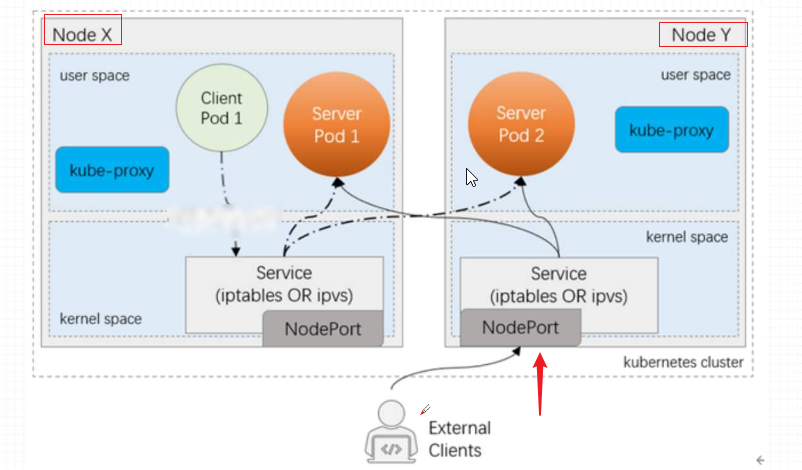 Node X
Node Y
user space
user space
Client
Pod 1
Server
Pod 1
Server
Pod 2
kube-proxy
kube-proxy
kernel space
Service
(iptables OR ipvs)
Service
(iptables OR ipvs)
kernel space
NodePort
NodePort
kubernetes cluster
</>
External
Clients